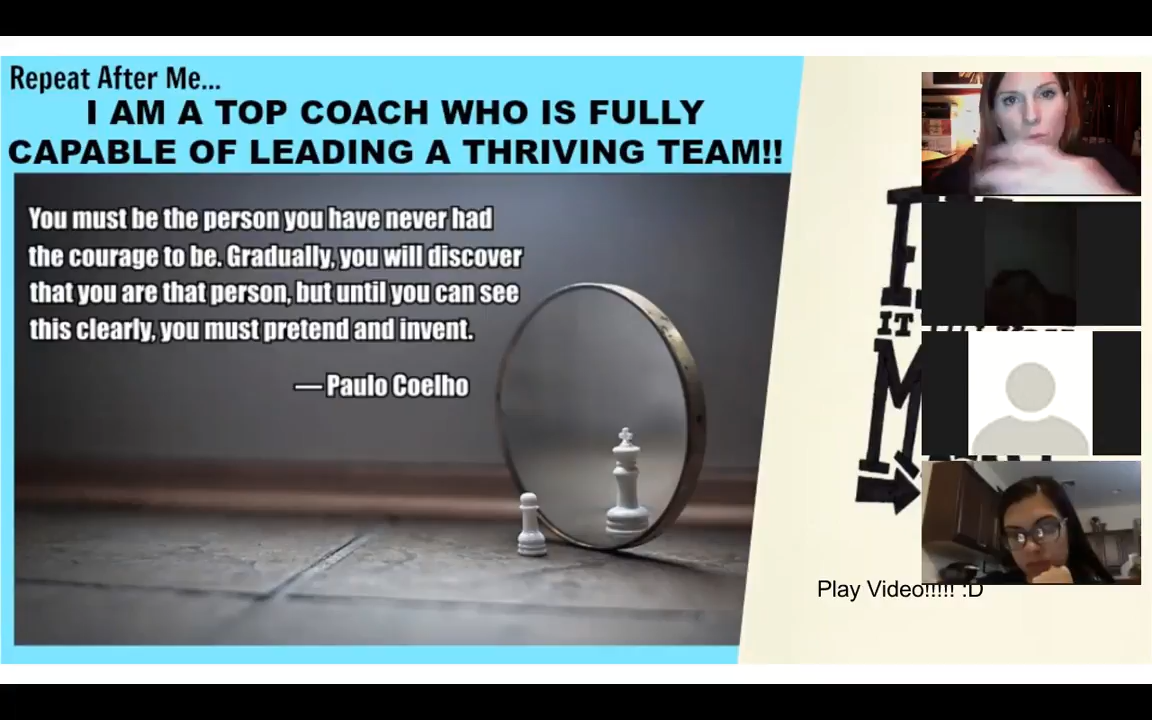 Repeat After Me...
I AM A TOP COACH WHO IS FULLY
CAPABLE OF LEADING A THRIVING TEAM!!
You must be the person you have never had
the courage to be. Gradually, you will discover
that you are that person, but until you can see
this clearly, you must pretend and invent.
— Paulo Coelho
IT
Play Video!!!!! :D